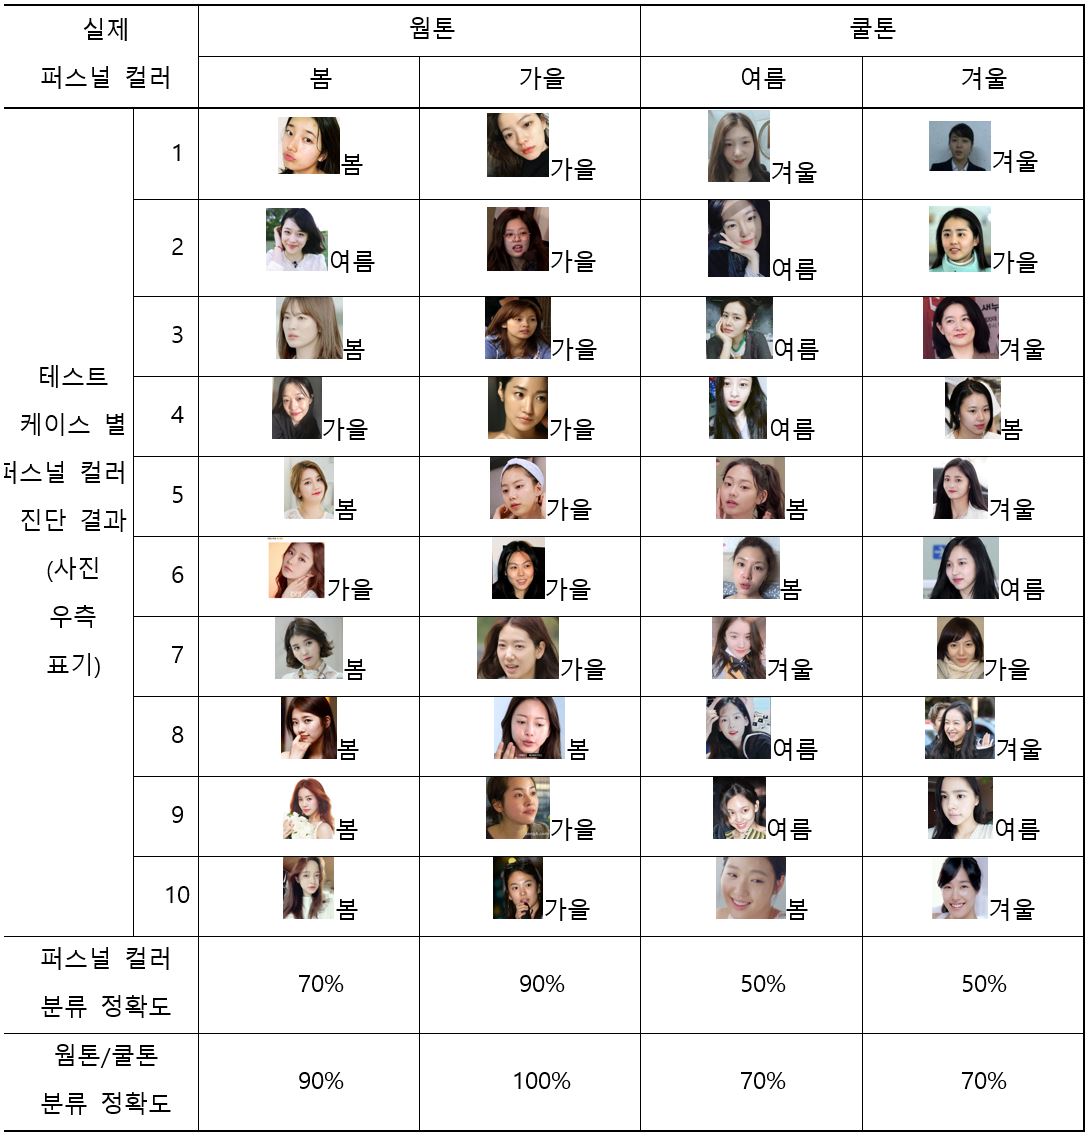 실제
퍼스널 컬러
웜톤
쿨톤
봄
가을
여름
겨울
테스트
케이스 별
퍼스널 컬러
진단 결과
(사진
우측
표기)
1
봄
가을
겨울
겨울
2
여름
가을
여름
가을
3
봄
가을
여름
겨울
4
가을
가을
여름
봄
5
봄
가을
봄
겨울
6
가을
가을
봄
여름
7
봄
가을
겨울
가을
8
봄
봄
여름
겨울
9
봄
가을
여름
여름
10
봄
가을
봄
겨울
퍼스널 컬러
분류 정확도
70%
90%
50%
50%
웜톤/쿨톤
분류 정확도
90%
100%
70%
70%